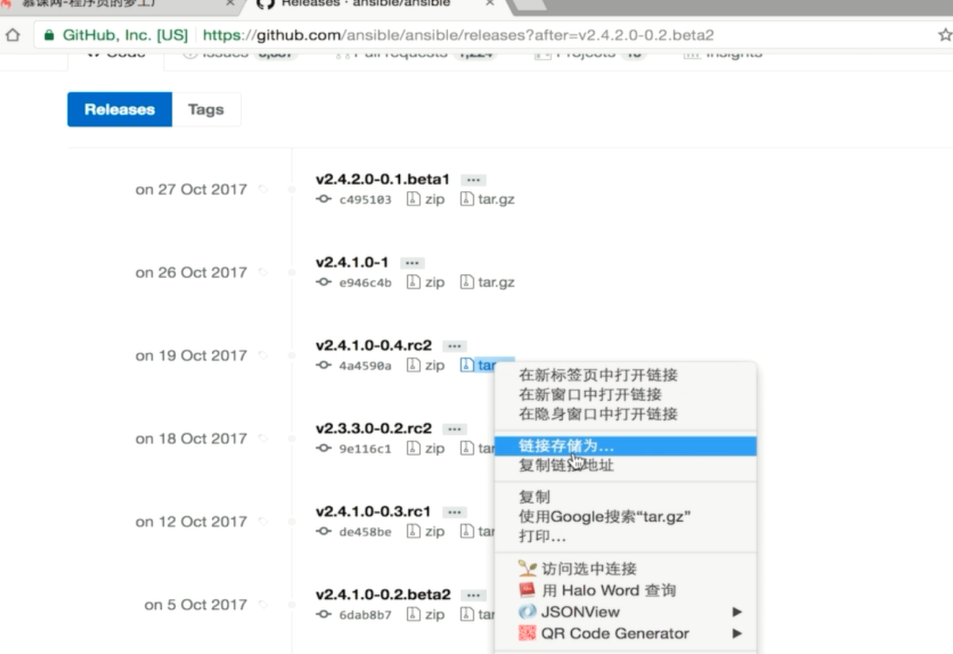 慕课网-程序员的梦工厂
Releases · ansible/ansible
GitHub, Inc. [US] https://github.com/ansible/ansible/releases?after=v2.4.2.0-0.2.beta2
Code Issues Pull requests Projects Insights
Releases Tags
on 27 Oct 2017 v2.4.2.0-0.1.beta1 ...
c495103 zip tar.gz
on 26 Oct 2017 v2.4.1.0-1 ...
e946c4b zip tar.gz
on 19 Oct 2017 v2.4.1.0-0.4.rc2 ...
4a4590a zip tar
on 18 Oct 2017 v2.3.3.0-0.2.rc2 ...
9e116c1 zip tar
on 12 Oct 2017 v2.4.1.0-0.3.rc1 ...
de458be zip tar
on 5 Oct 2017 v2.4.1.0-0.2.beta2 ...
6dab8b7 zip tar
在新标签页中打开链接
在新窗口中打开链接
在隐身窗口中打开链接
链接存储为...
复制链接地址
复制
使用Google搜索“tar.gz”
打印...
访问选中连接
用 Halo Word 查询
JSONView
QR Code Generator